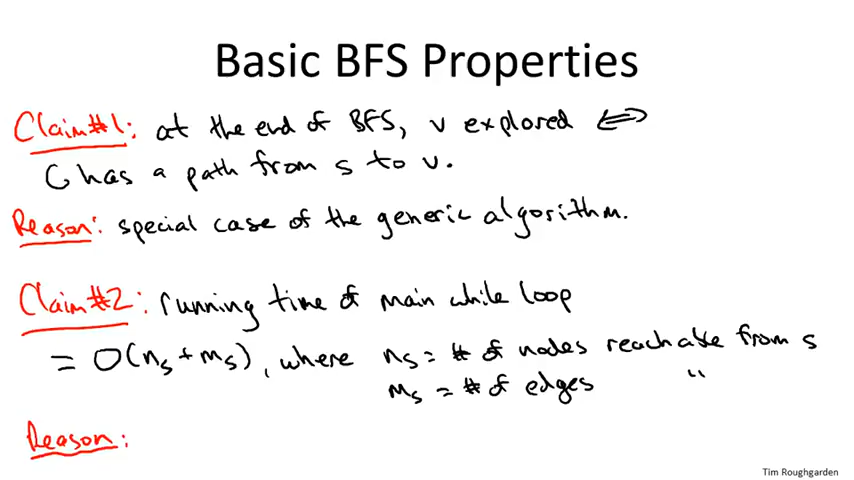 Basic BFS Properties
Claim #1: at the end of BFS, v explored ⟺
G has a path from s to v.
Reason: special case of the generic algorithm.
Claim #2: running time of main while loop
= O(nₛ + mₛ), where nₛ = # of nodes reachable from s
mₛ = # of edges "
Reason:
Tim Roughgarden